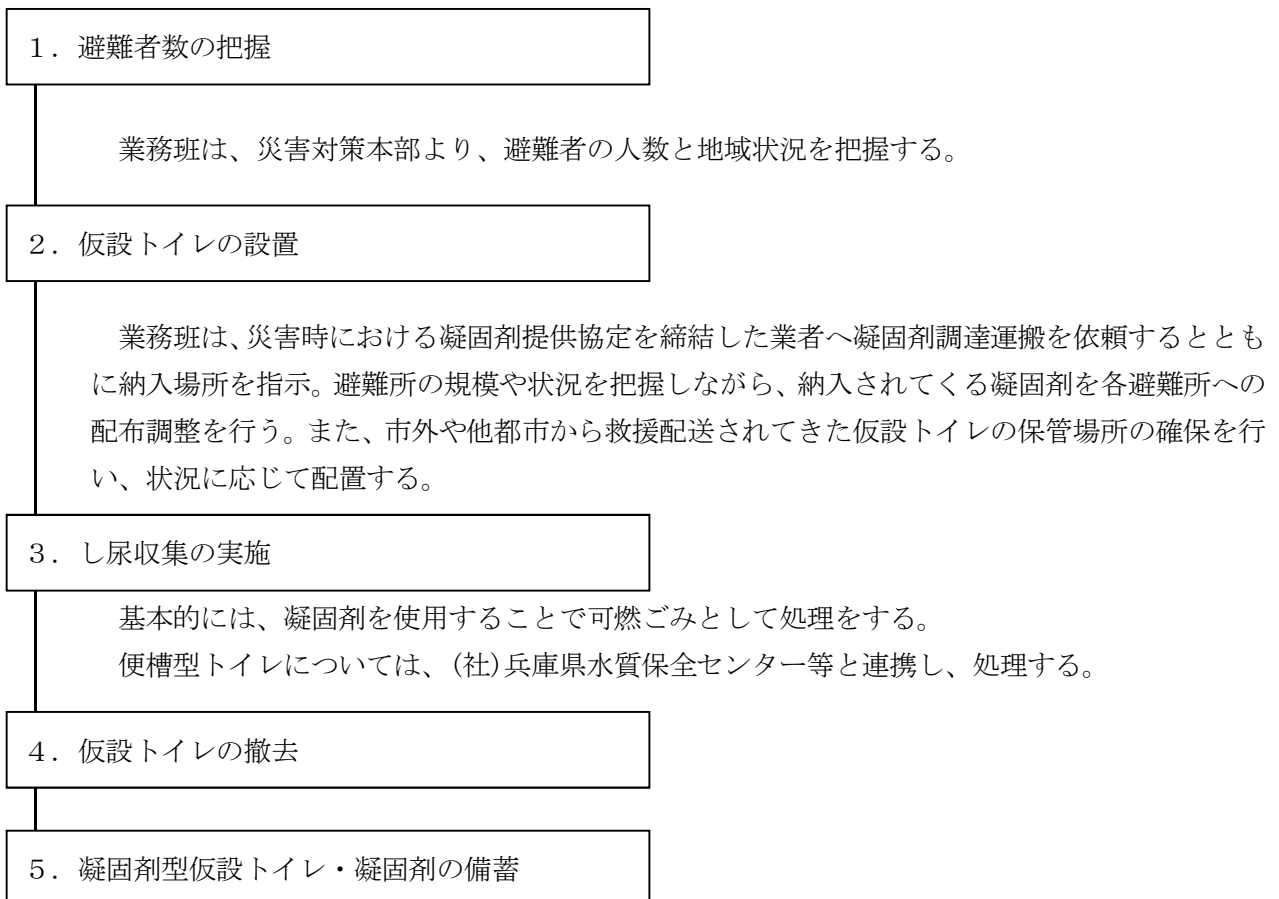 １．避難者数の把握
業務班は、災害対策本部より、避難者の人数と地域状況を把握する。
２．仮設トイレの設置
業務班は、災害時における凝固剤提供協定を締結した業者へ凝固剤調達運搬を依頼するととも
に納入場所を指示。避難所の規模や状況を把握しながら、納入されてくる凝固剤を各避難所への
配布調整を行う。また、市外や他都市から救援配送されてきた仮設トイレの保管場所の確保を行
い、状況に応じて配置する。
３．し尿収集の実施
基本的には、凝固剤を使用することで可燃ごみとして処理をする。
便槽型トイレについては、(社)兵庫県水質保全センター等と連携し、処理する。
４．仮設トイレの撤去
５．凝固剤型仮設トイレ・凝固剤の備蓄